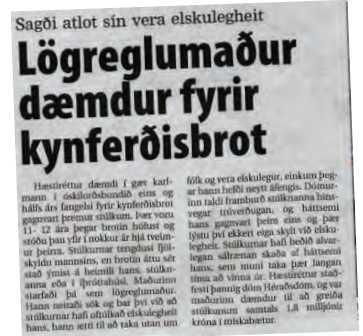 Sagði atlot sín vera elskulegheit
Lögreglumaður
dæmdur fyrir
kynferðisbrot
Hæstiréttur dæmdi í gær karl-
mann í óskilorðsbundið eins og
hálfs árs fangelsi fyrir kynferðisbrot
gagnvart þremur stúlkum. Þær voru
11- 12 ára þegar brotin hófust og
stóðu þau yfir í nokkur ár hjá tveim-
ur þeirra. Stúlkurnar tengdust fjöl-
skyldu mannsins, en brotin áttu sér
stað ýmist á heimili hans, stúlkn-
anna eða í íþróttahúsi. Maðurinn
starfaði þá sem lögreglumaður.
Hann neitaði sök og bar því við að
stúlkurnar hafi oftúlkað elskulegheit
hans, hann ætti til að taka utan um
fólk og vera elskulegur, einkum þeg-
ar hann hefði neytt áfengis. Dómur-
inn taldi framburð stúlknanna hins-
vegar trúverðugan, og háttsemi
hans gagnvart þeim eins og þær
lýstu því ekkert eiga skylt við elsku-
legheit. Stúlkurnar hafi beðið alvar-
legan sálrænan skaða af háttsemi
hans, sem muni taka þær langan
tíma að vinna úr. Hæstiréttur stað-
festi þannig dóm Héraðsdóm, og var
maðurinn dæmdur til að greiða
stúlkunum samtals 1,8 milljónir
króna í miskabætur.